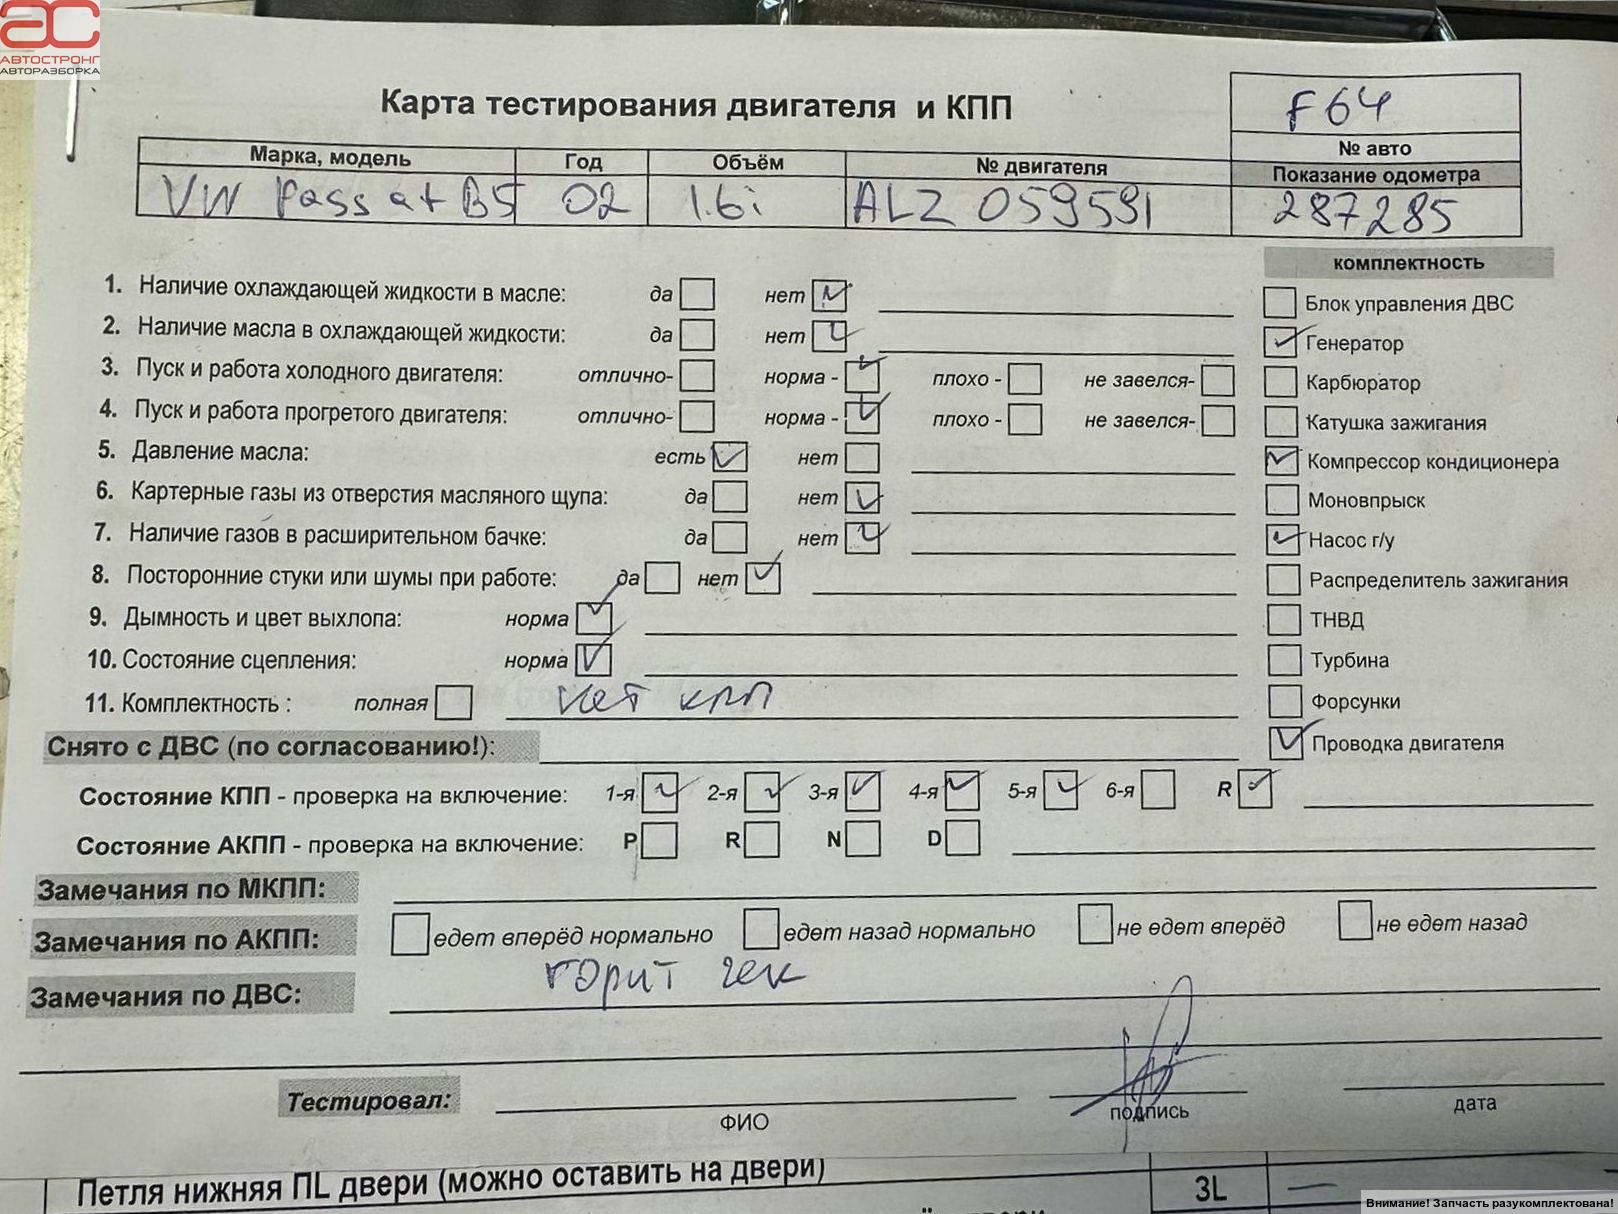 АС
АВТОСТРОНГ
АВТОРАЗБОРКА
Карта тестирования двигателя и КПП
F64
№ авто
Марка, модель Год Объём № двигателя Показание одометра
VW Passat B5 02 1.6i ALZ 059591 287285
комплектность
1. Наличие охлаждающей жидкости в масле: да нет
2. Наличие масла в охлаждающей жидкости: да нет
3. Пуск и работа холодного двигателя: отлично- норма - плохо - не завелся-
4. Пуск и работа прогретого двигателя: отлично- норма - плохо - не завелся-
5. Давление масла: есть нет
6. Картерные газы из отверстия масляного щупа: да нет
7. Наличие газов в расширительном бачке: да нет
8. Посторонние стуки или шумы при работе: да нет
9. Дымность и цвет выхлопа: норма
10. Состояние сцепления: норма
11. Комплектность : полная нет кпп
Блок управления ДВС
Генератор
Карбюратор
Катушка зажигания
Компрессор кондиционера
Моновпрыск
Насос г/у
Распределитель зажигания
ТНВД
Турбина
Форсунки
Проводка двигателя
Снято с ДВС (по согласованию!):
Состояние КПП - проверка на включение: 1-я 2-я 3-я 4-я 5-я 6-я R
Состояние АКПП - проверка на включение: P R N D
Замечания по МКПП:
Замечания по АКПП: едет вперёд нормально едет назад нормально не едет вперёд не едет назад
Замечания по ДВС: горит чек
Тестировал:
ФИО подпись дата
Петля нижняя ПL двери (можно оставить на двери) 3L —
Внимание! Запчасть разукомплектована!